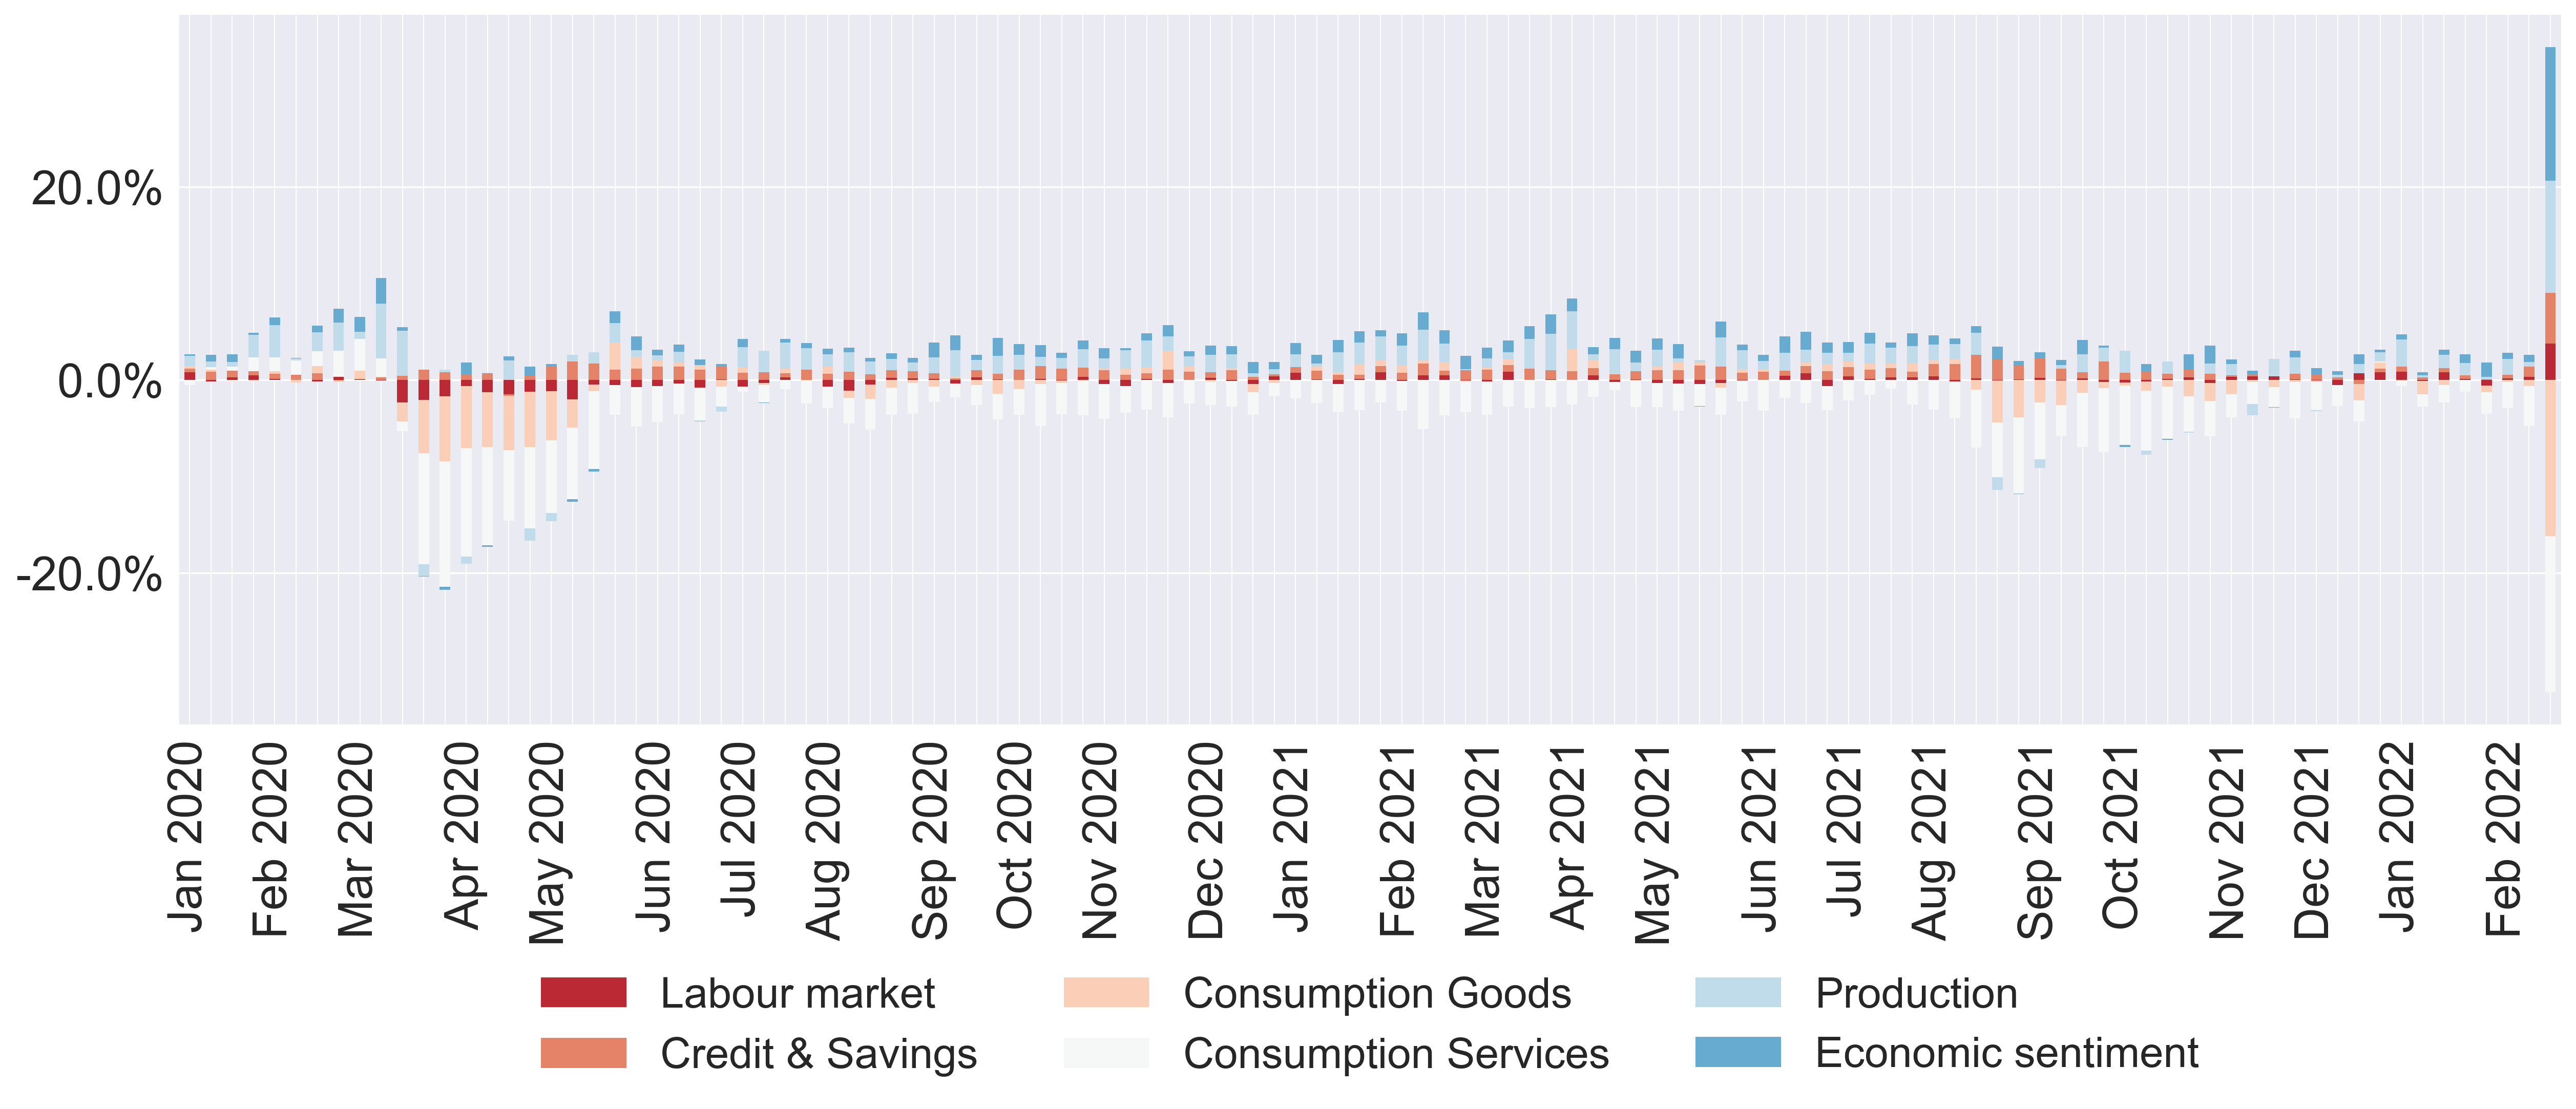 20.0%
0.0%
-20.0%
Jan 2020
Feb 2020
Mar 2020
Apr 2020
May 2020
Jun 2020
Jul 2020
Aug 2020
Sep 2020
Oct 2020
Nov 2020
Dec 2020
Jan 2021
Feb 2021
Mar 2021
Apr 2021
May 2021
Jun 2021
Jul 2021
Aug 2021
Sep 2021
Oct 2021
Nov 2021
Dec 2021
Jan 2022
Feb 2022
Labour market
Consumption Goods
Production
Credit & Savings
Consumption Services
Economic sentiment